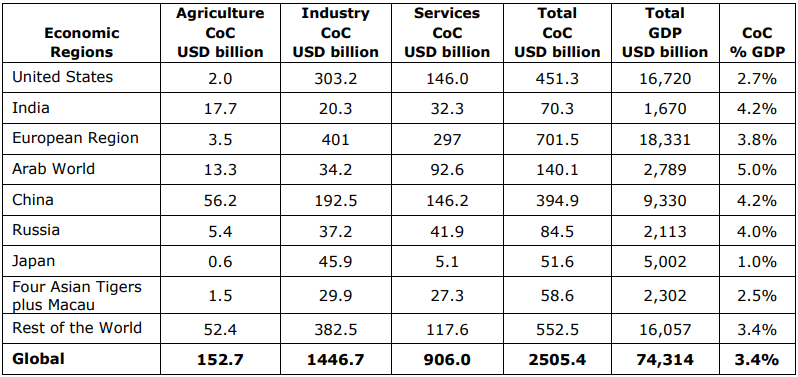 Economic Regions Agriculture CoC USD billion Industry CoC USD billion Services CoC USD billion Total CoC USD billion Total GDP USD billion CoC % GDP
United States 2.0 303.2 146.0 451.3 16,720 2.7%
India 17.7 20.3 32.3 70.3 1,670 4.2%
European Region 3.5 401 297 701.5 18,331 3.8%
Arab World 13.3 34.2 92.6 140.1 2,789 5.0%
China 56.2 192.5 146.2 394.9 9,330 4.2%
Russia 5.4 37.2 41.9 84.5 2,113 4.0%
Japan 0.6 45.9 5.1 51.6 5,002 1.0%
Four Asian Tigers plus Macau 1.5 29.9 27.3 58.6 2,302 2.5%
Rest of the World 52.4 382.5 117.6 552.5 16,057 3.4%
Global 152.7 1446.7 906.0 2505.4 74,314 3.4%